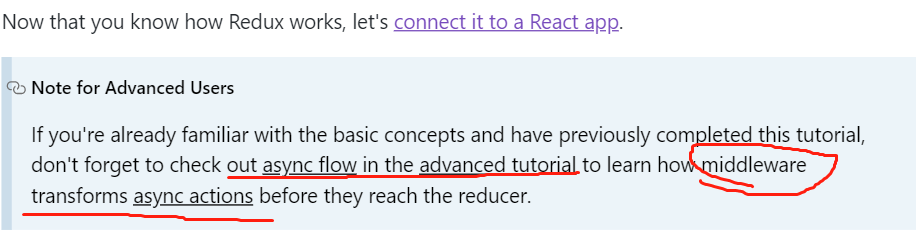 Now that you know how Redux works, let's connect it to a React app.
Note for Advanced Users
If you're already familiar with the basic concepts and have previously completed this tutorial,
don't forget to check out async flow in the advanced tutorial to learn how middleware
transforms async actions before they reach the reducer.